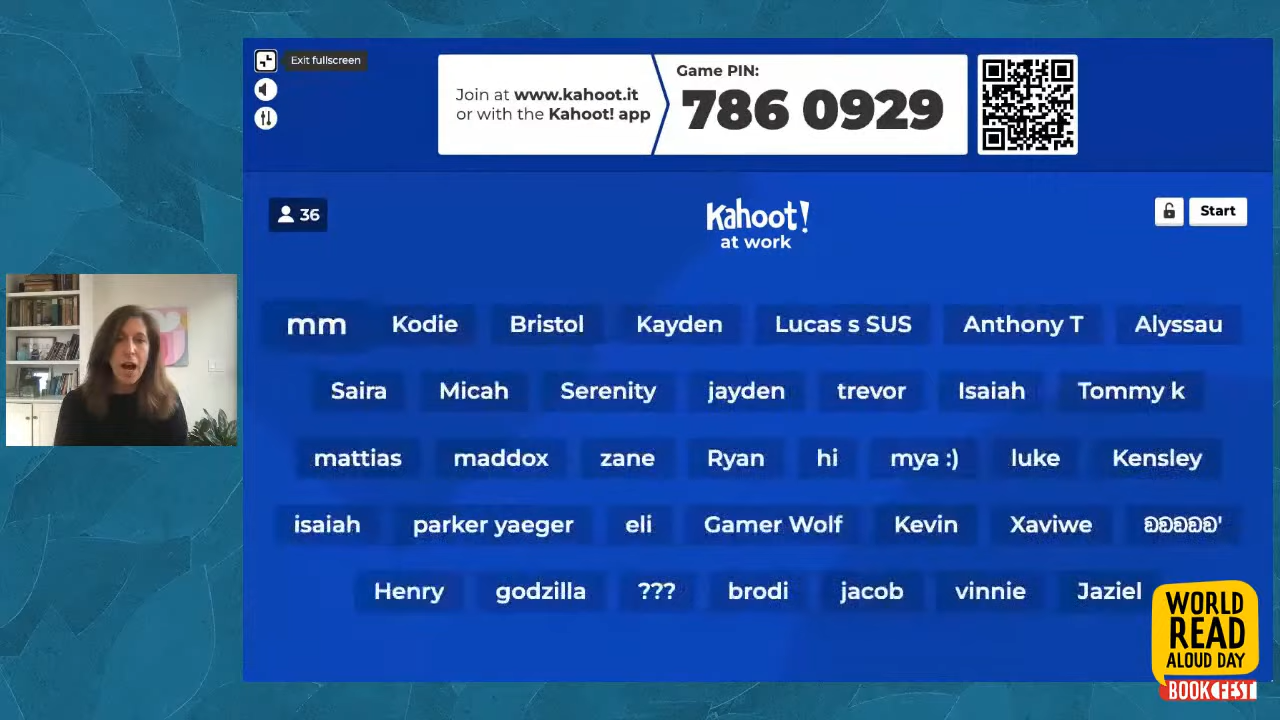 Exit fullscreen
Join at www.kahoot.it
or with the Kahoot! app
Game PIN:
786 0929
36
Kahoot!
at work
Start
mm Kodie Bristol Kayden Lucas s SUS Anthony T Alyssau
Saira Micah Serenity jayden trevor Isaiah Tommy k
mattias maddox zane Ryan hi mya :) luke Kensley
isaiah parker yaeger eli Gamer Wolf Kevin Xaviwe
Henry godzilla ??? brodi jacob vinnie Jaziel
WORLD
READ
ALOUD DAY
BOOK FEST